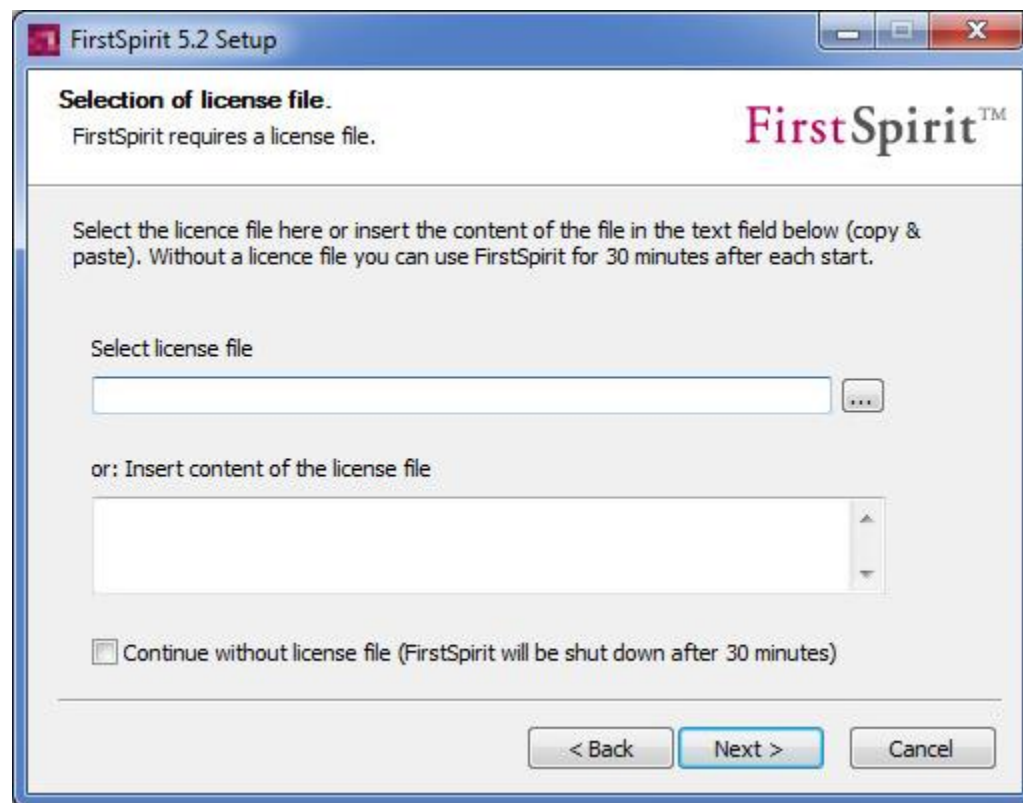 FirstSpirit 5.2 Setup
Selection of license file.
FirstSpirit requires a license file.
FirstSpirit™
Select the licence file here or insert the content of the file in the text field below (copy &
paste). Without a licence file you can use FirstSpirit for 30 minutes after each start.
Select license file
...
or: Insert content of the license file
Continue without license file (FirstSpirit will be shut down after 30 minutes)
< Back
Next >
Cancel